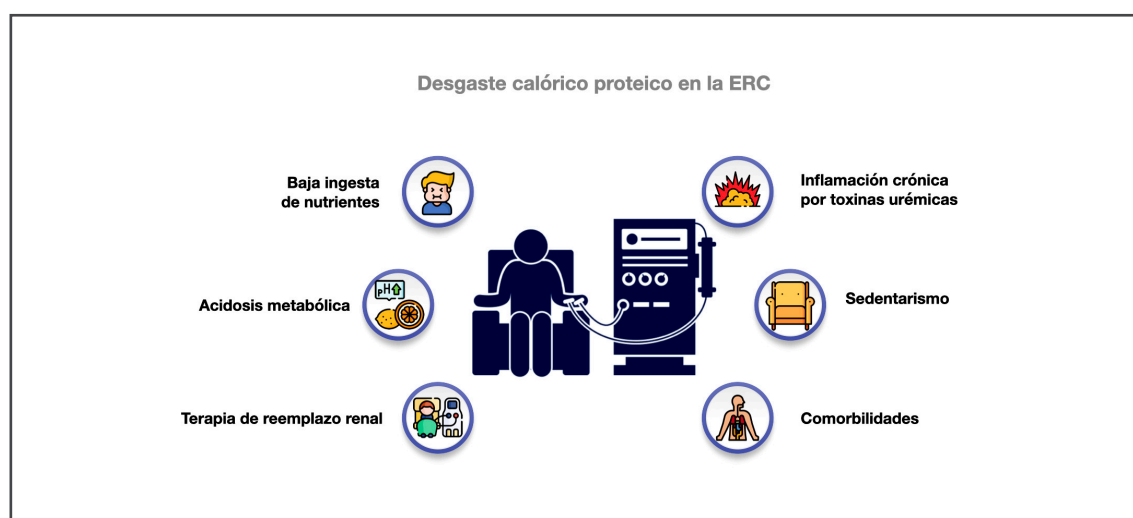 Desgaste calórico proteico en la ERC
Baja ingesta
de nutrientes
Inflamación crónica
por toxinas urémicas
pH
Acidosis metabólica
Sedentarismo
Terapia de reemplazo renal
Comorbilidades